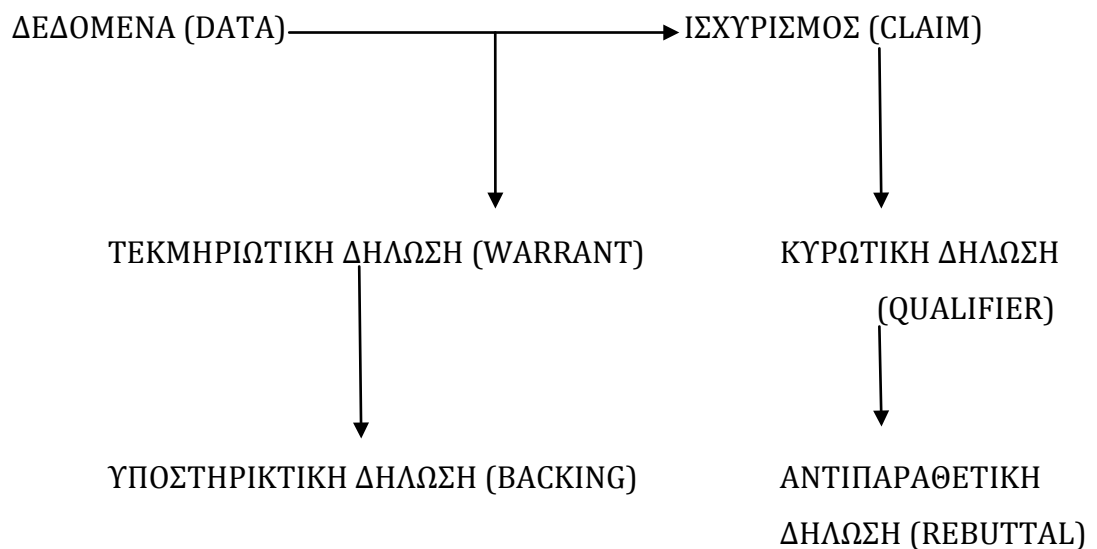 ΔΕΔΟΜΕΝΑ (DATA) ΙΣΧΥΡΙΣΜΟΣ (CLAIM)
ΤΕΚΜΗΡΙΩΤΙΚΗ ΔΗΛΩΣΗ (WARRANT)
ΚΥΡΩΤΙΚΗ ΔΗΛΩΣΗ
(QUALIFIER)
ΥΠΟΣΤΗΡΙΚΤΙΚΗ ΔΗΛΩΣΗ (BACKING)
ΑΝΤΙΠΑΡΑΘΕΤΙΚΗ
ΔΗΛΩΣΗ (REBUTTAL)